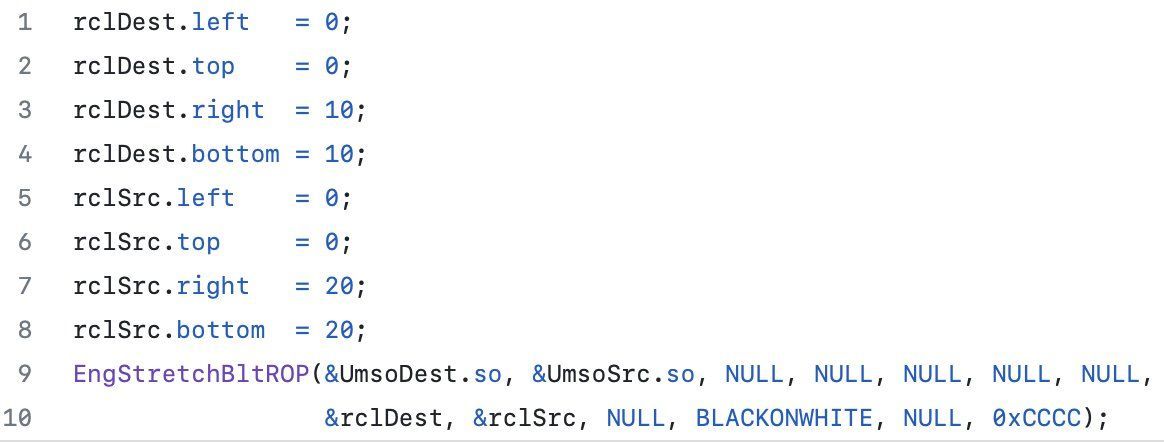 1 rclDest.left   = 0;
2 rclDest.top    = 0;
3 rclDest.right  = 10;
4 rclDest.bottom = 10;
5 rclSrc.left    = 0;
6 rclSrc.top     = 0;
7 rclSrc.right   = 20;
8 rclSrc.bottom  = 20;
9 EngStretchBltROP(&UmsoDest.so, &UmsoSrc.so, NULL, NULL, NULL, NULL, NULL,
10                  &rclDest, &rclSrc, NULL, BLACKONWHITE, NULL, 0xCCCC);